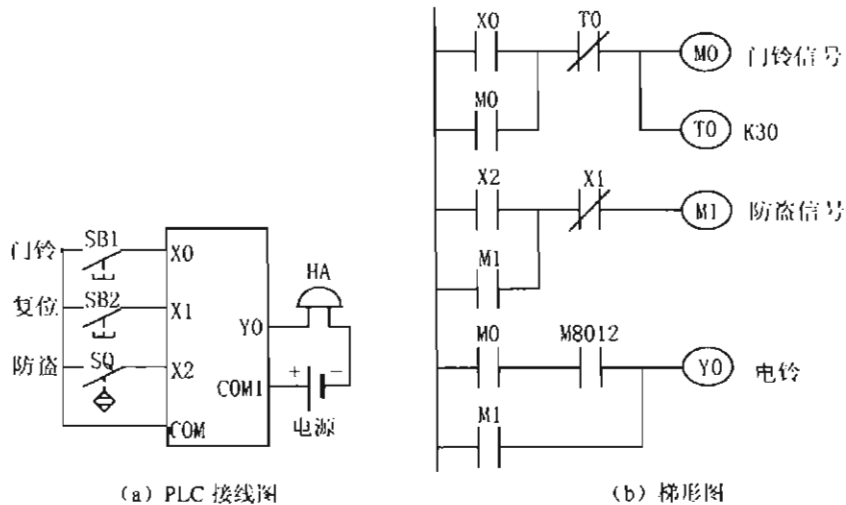 门铃 SB1 X0
复位 SB2 X1
防盗 SQ X2
COM
HA
Y0
COM1 + -
电源
(a) PLC 接线图
X0 T0
M0 门铃信号
M0
T0 K30
X2 X1
M1 防盗信号
M1
M0 M8012
Y0 电铃
M1
(b) 梯形图